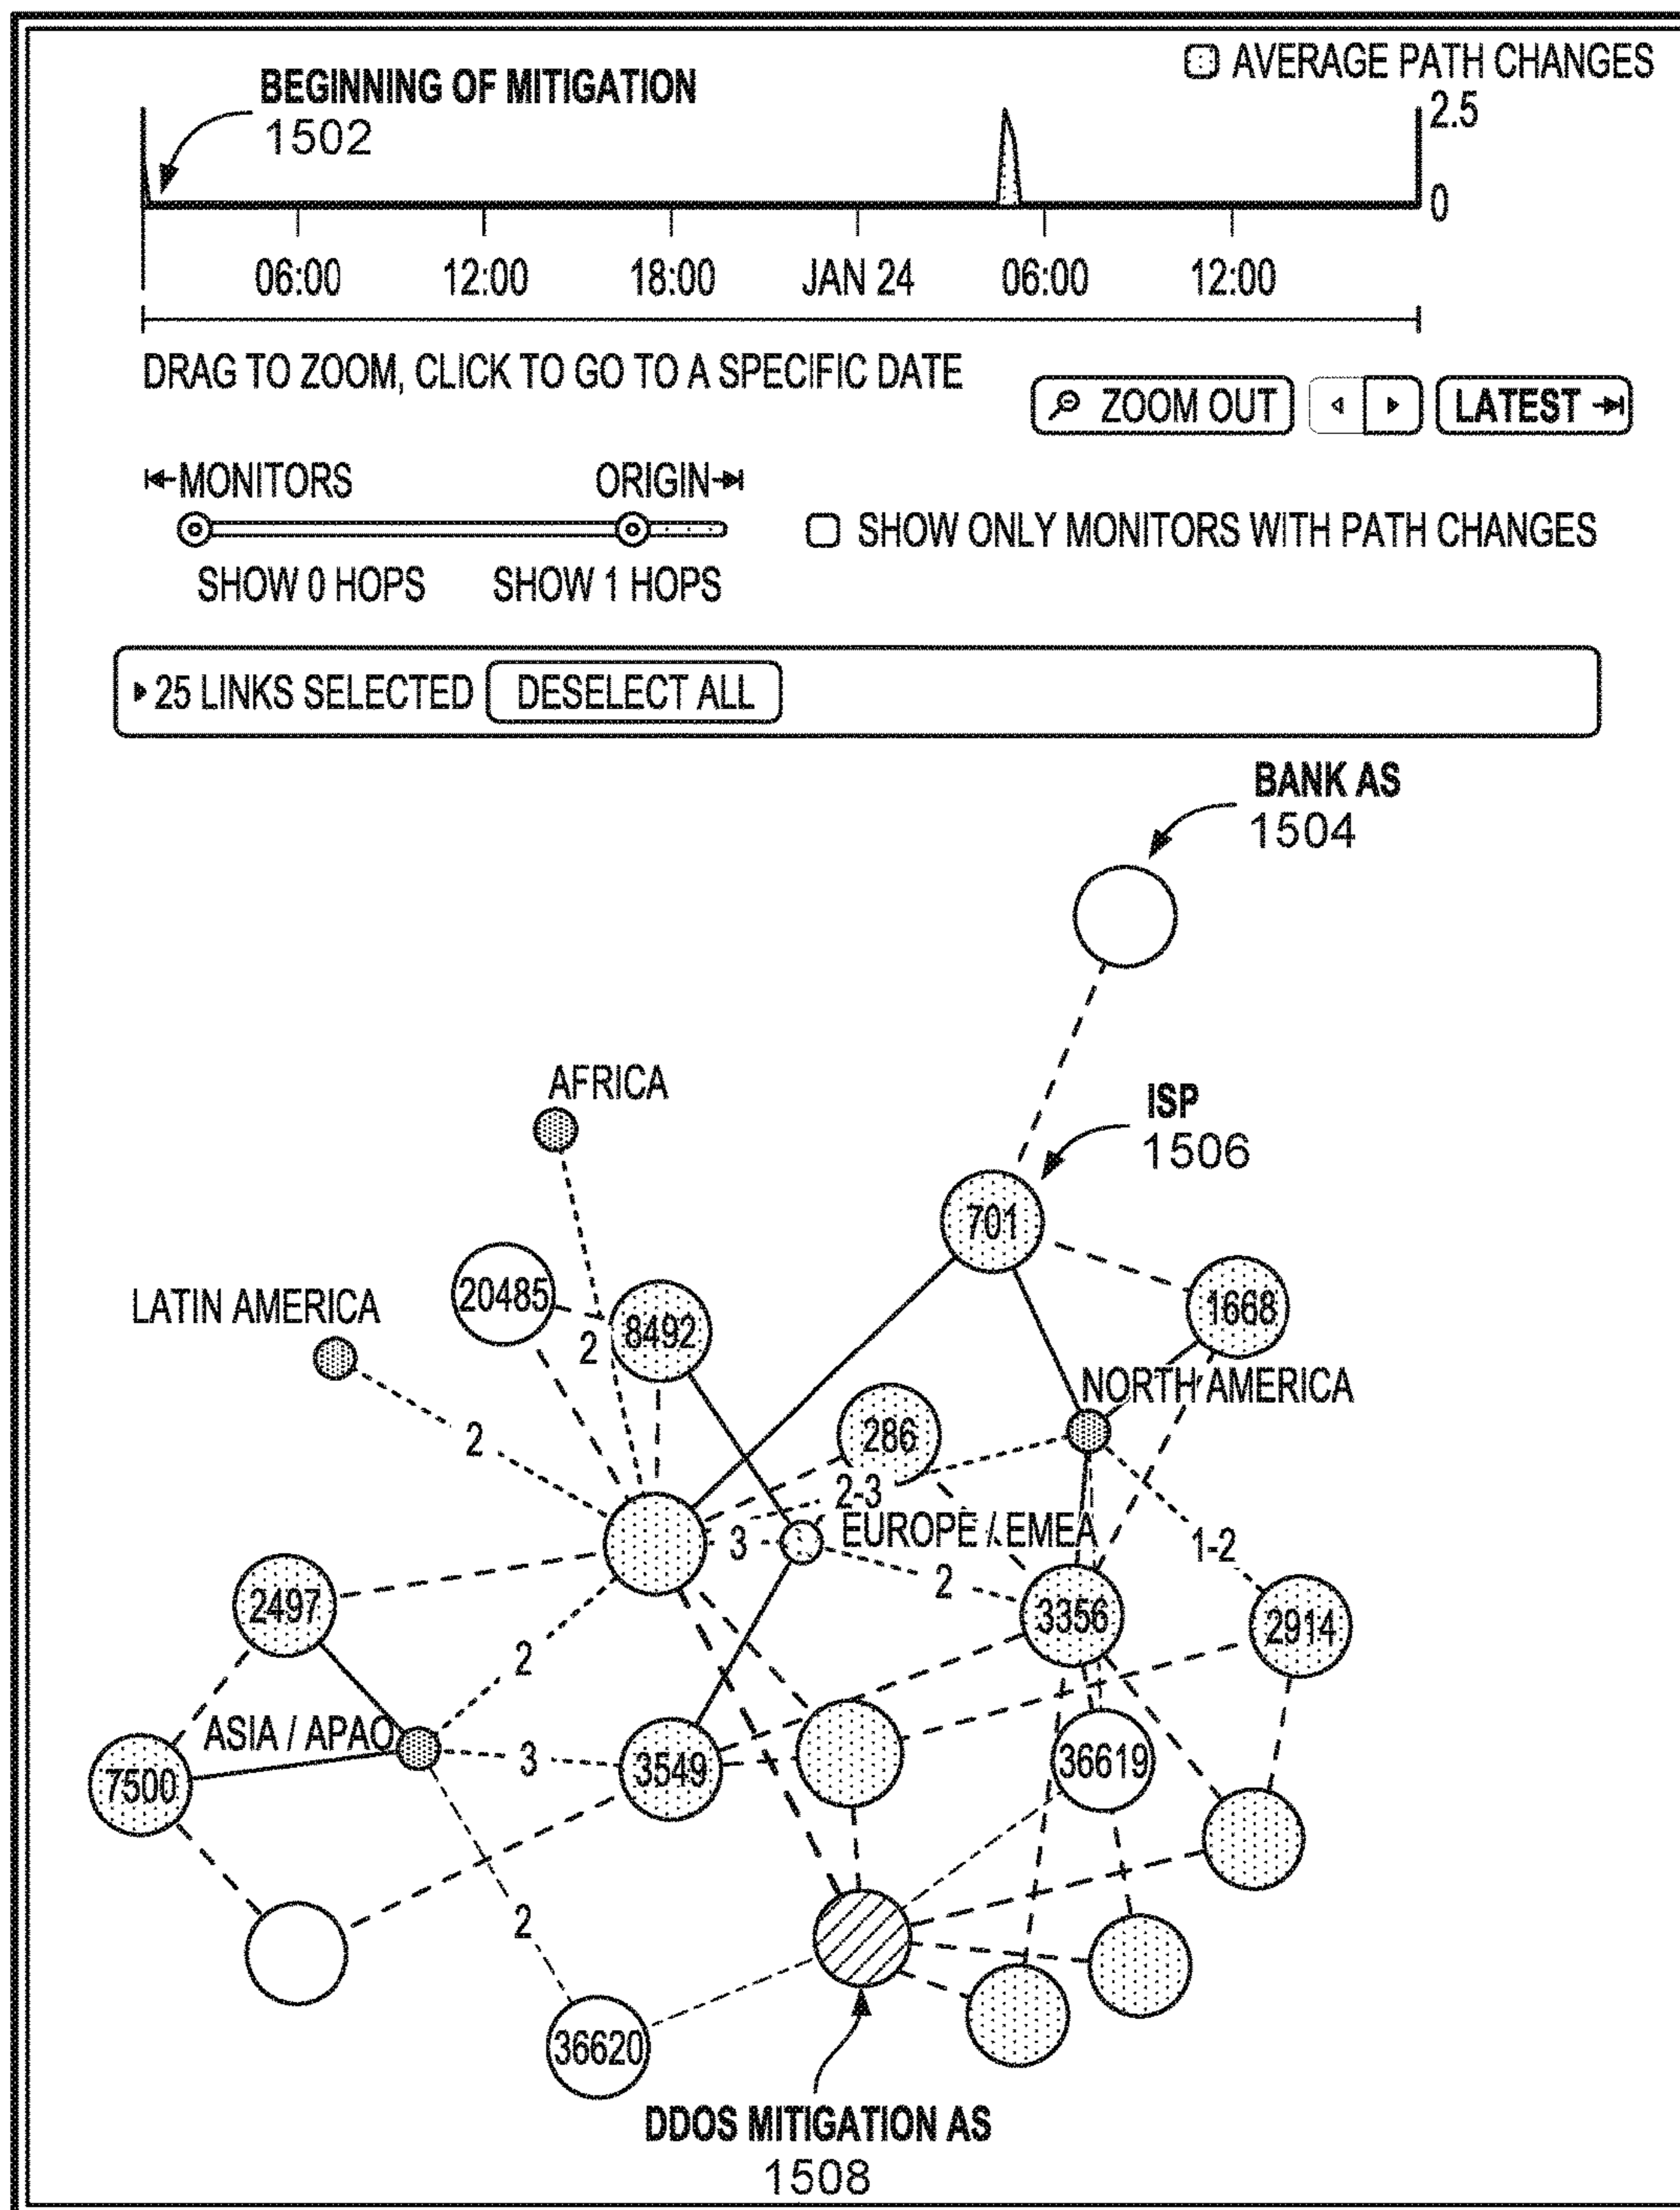 AVERAGE PATH CHANGES
BEGINNING OF MITIGATION
1502
2.5
0
06:00 12:00 18:00 JAN 24 06:00 12:00
DRAG TO ZOOM, CLICK TO GO TO A SPECIFIC DATE
ZOOM OUT LATEST
MONITORS ORIGIN
SHOW ONLY MONITORS WITH PATH CHANGES
SHOW 0 HOPS SHOW 1 HOPS
25 LINKS SELECTED DESELECT ALL
BANK AS
1504
AFRICA
ISP
1506
701
20485
LATIN AMERICA
8492
1668
2
NORTH AMERICA
286
2
2-3
EUROPE / EMEA
3
1-2
2
2497
3356
2914
2
ASIA / APAC
3
7500
3549
36619
2
36620
DDOS MITIGATION AS
1508